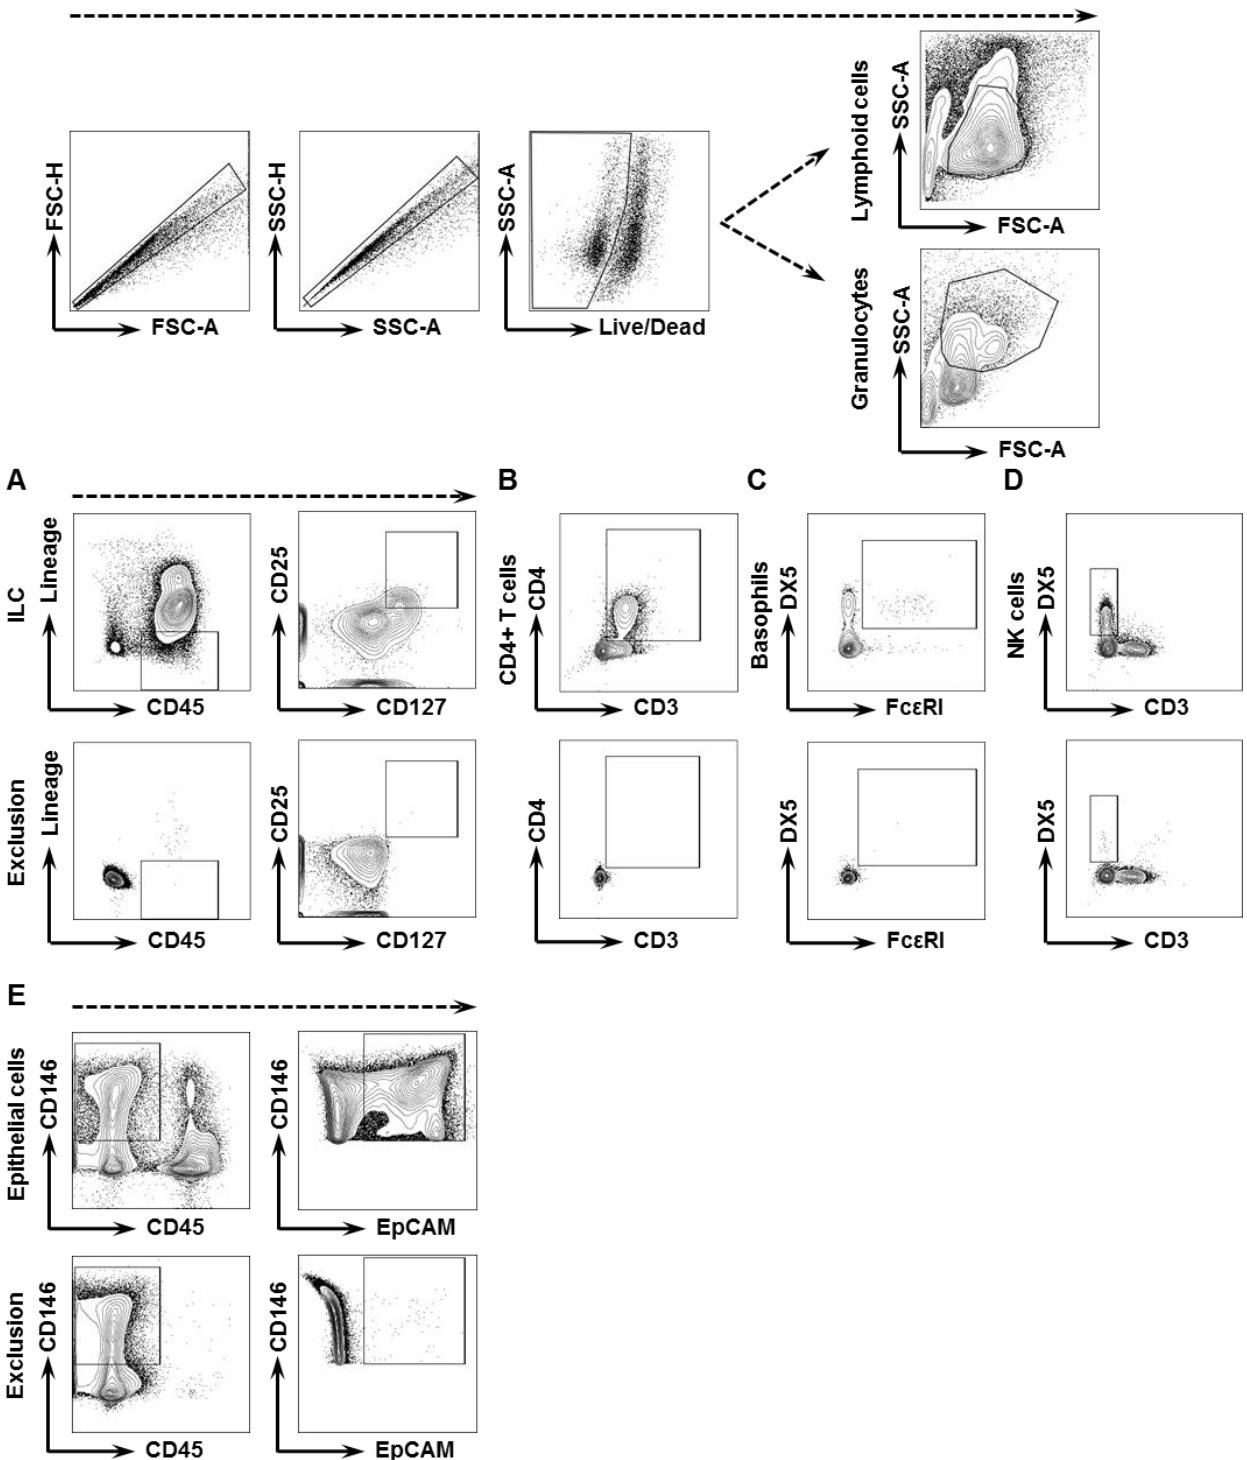 Lymphoid cells
SSC-A
FSC-A
FSC-H
FSC-A
SSC-H
SSC-A
SSC-A
Live/Dead
Granulocytes
SSC-A
FSC-A
A
B
C
D
ILC
Lineage
CD45
CD25
CD127
CD4+ T cells
CD4
CD3
Basophils
DX5
FcεRI
NK cells
DX5
CD3
Exclusion
Lineage
CD45
CD25
CD127
CD4
CD3
DX5
FcεRI
DX5
CD3
E
Epithelial cells
CD146
CD45
CD146
EpCAM
Exclusion
CD146
CD45
CD146
EpCAM